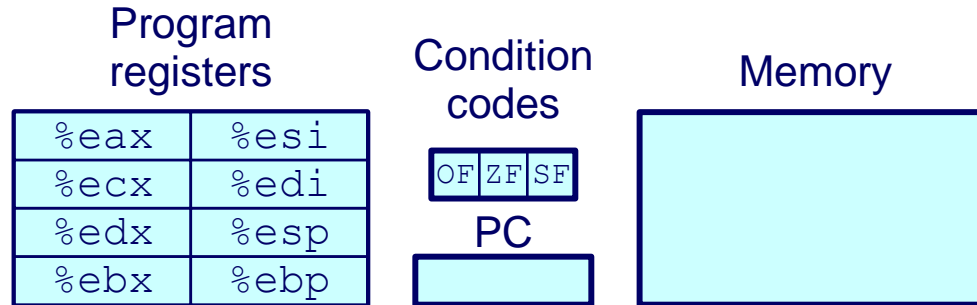 Program
registers
Condition
codes
Memory
%eax %esi
%ecx %edi
%edx %esp
%ebx %ebp
OF ZF SF
PC